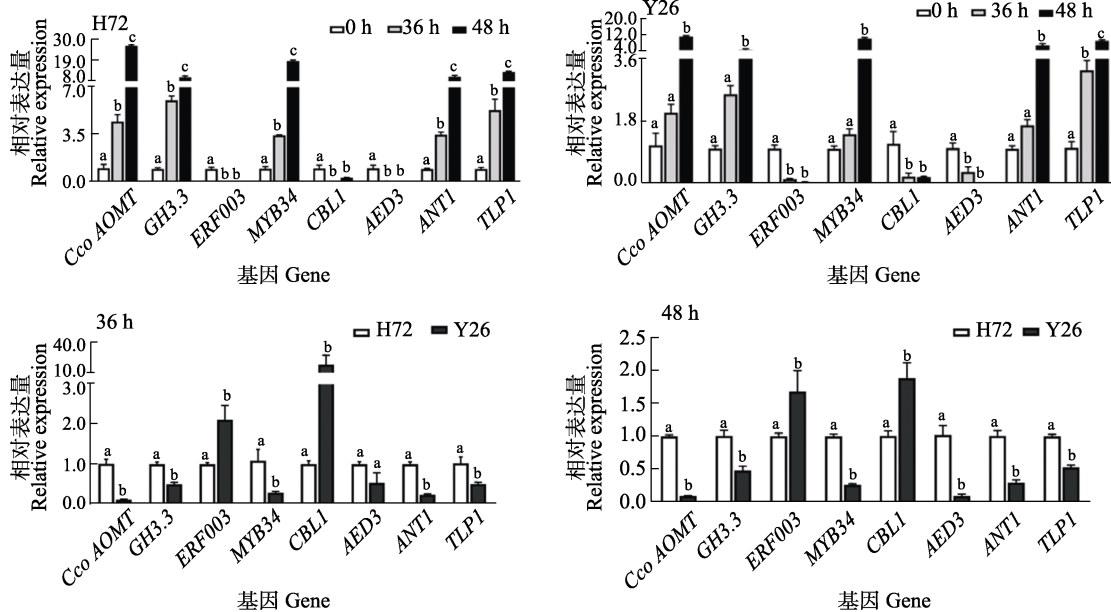 H72
0 h 36 h 48 h
相对表达量
Relative expression
30.0
19.0
8.0
7.0
3.5
0.0
a b c
a b c
a b b
a b c
a b b
a b b
a b c
a b c
Cco AOMT GH3.3 ERF003 MYB34 CBL1 AED3 ANT1 TLP1
基因 Gene
Y26
0 h 36 h 48 h
相对表达量
Relative expression
20.0
12.0
4.0
3.6
1.8
0.0
a a b
a a b
a b b
a a b
a b b
a b b
a a b
a b c
Cco AOMT GH3.3 ERF003 MYB34 CBL1 AED3 ANT1 TLP1
基因 Gene
36 h
H72 Y26
相对表达量
Relative expression
40.0
10.0
3.0
2.0
1.0
0.0
a b
a b
a b
a b
a b
a a
a b
a b
Cco AOMT GH3.3 ERF003 MYB34 CBL1 AED3 ANT1 TLP1
基因 Gene
48 h
H72 Y26
相对表达量
Relative expression
2.5
2.0
1.5
1.0
0.5
0.0
a b
a b
a b
a b
a b
a b
a b
a b
Cco AOMT GH3.3 ERF003 MYB34 CBL1 AED3 ANT1 TLP1
基因 Gene